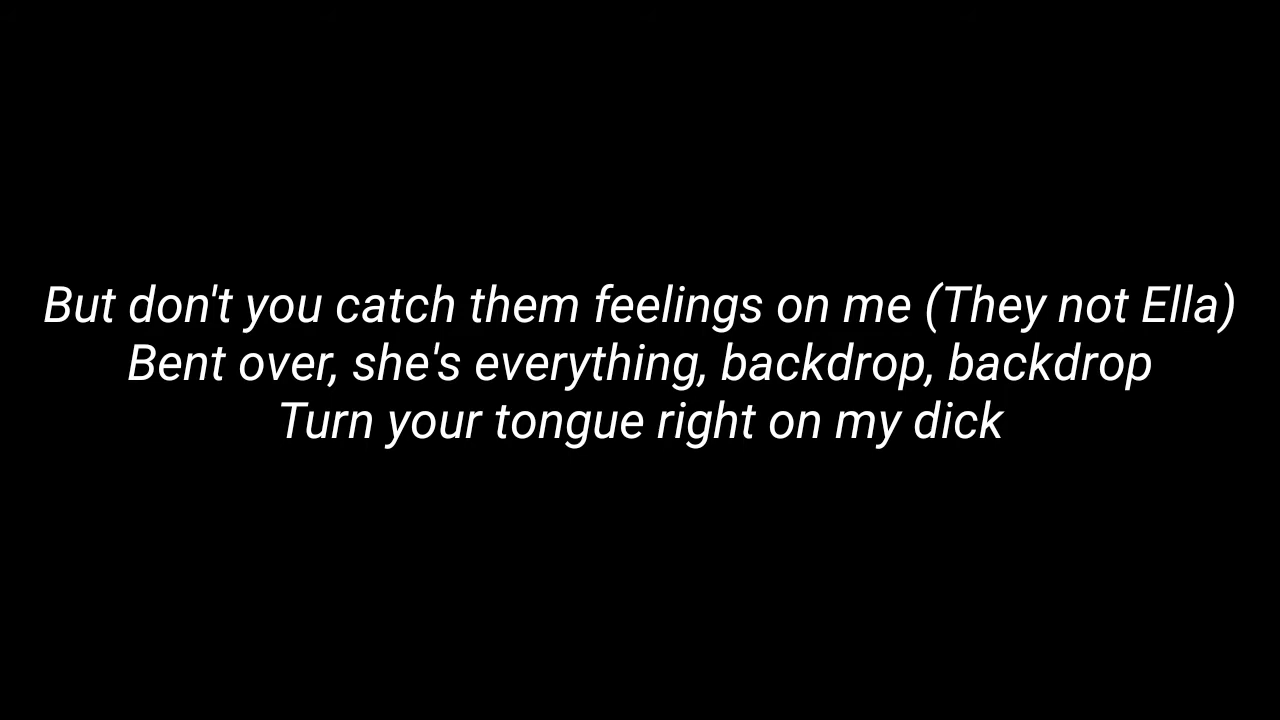 But don't you catch them feelings on me (They not Ella)
Bent over, she's everything, backdrop, backdrop
Turn your tongue right on my dick